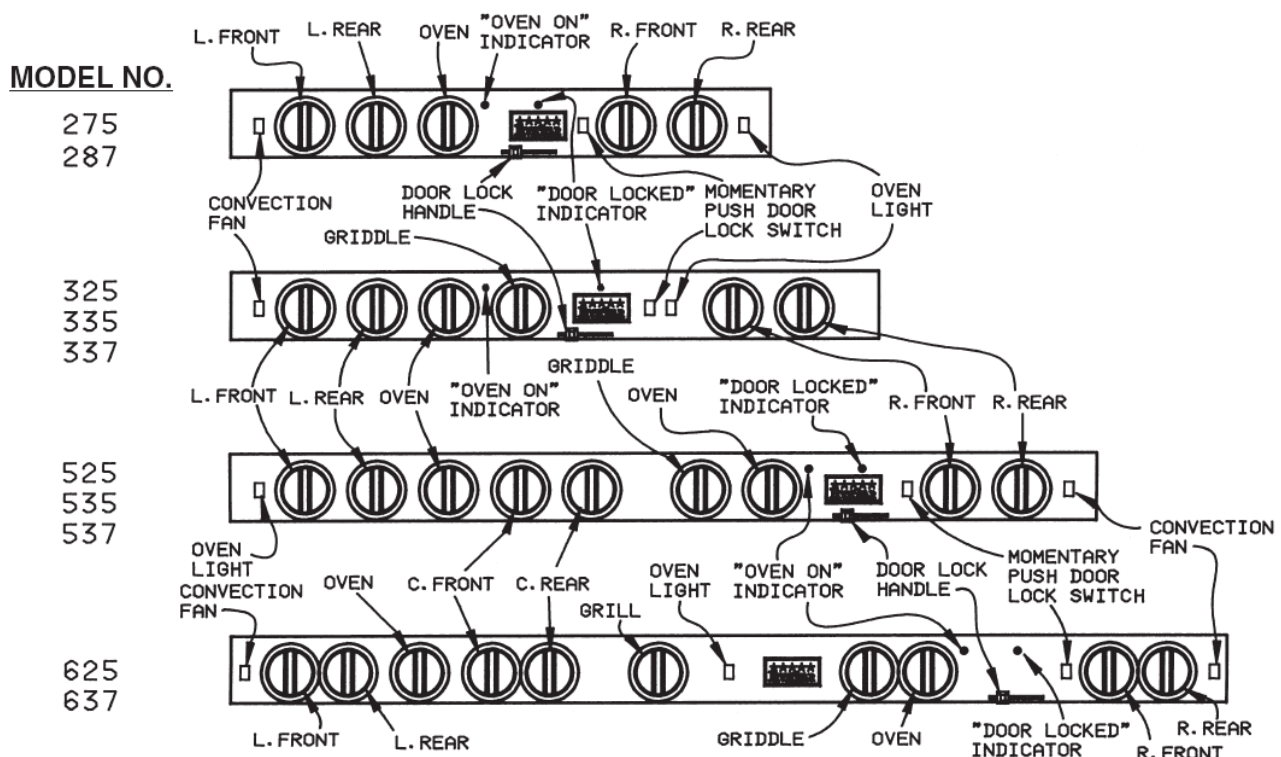 L. FRONT
L. REAR
OVEN
"OVEN ON"
INDICATOR
R. FRONT
R. REAR
MODEL NO.
275
287
CONVECTION
FAN
DOOR LOCK
HANDLE
"DOOR LOCKED"
INDICATOR
MOMENTARY
PUSH DOOR
LOCK SWITCH
OVEN
LIGHT
GRIDDLE
325
335
337
L. FRONT
L. REAR
OVEN
"OVEN ON"
INDICATOR
GRIDDLE
OVEN
"DOOR LOCKED"
INDICATOR
R. FRONT
R. REAR
525
535
537
OVEN
LIGHT
CONVECTION
FAN
OVEN
C. FRONT
C. REAR
GRILL
OVEN
LIGHT
"OVEN ON"
INDICATOR
DOOR LOCK
HANDLE
MOMENTARY
PUSH DOOR
LOCK SWITCH
CONVECTION
FAN
625
637
L. FRONT
L. REAR
GRIDDLE
OVEN
"DOOR LOCKED"
INDICATOR
R. FRONT
R. REAR